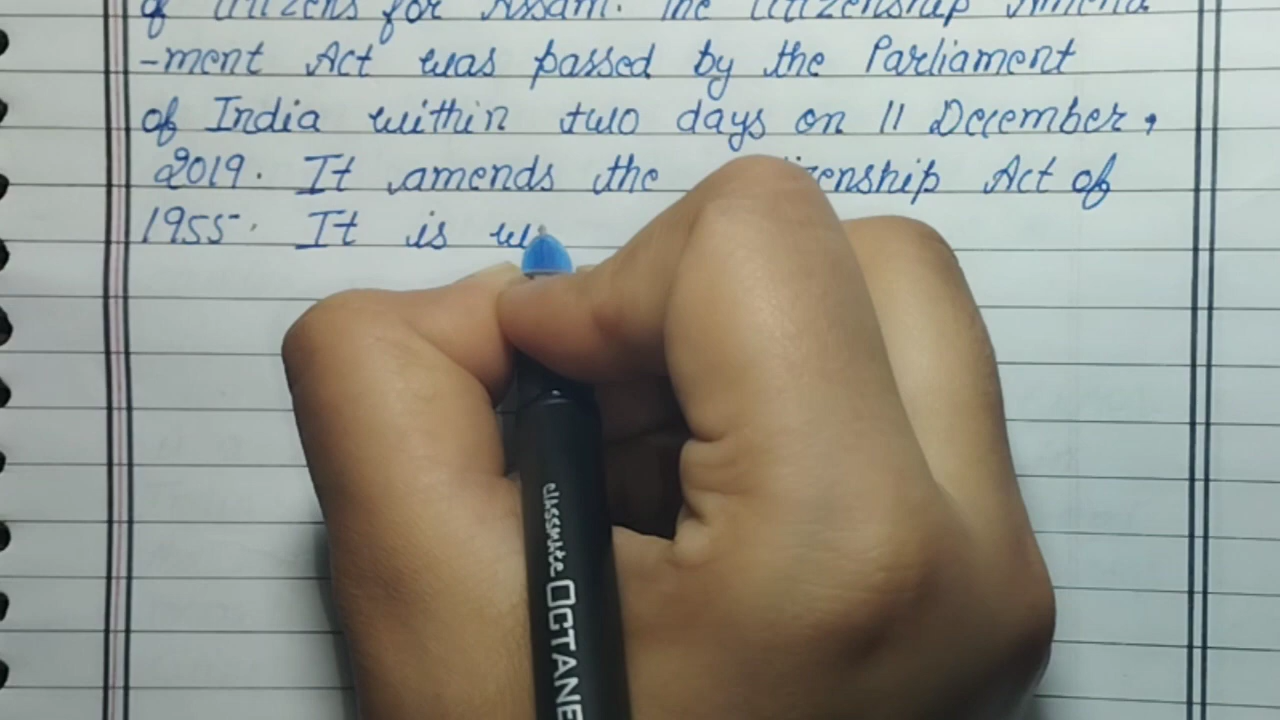 of citizens for Assam. The Citizenship Amend
-ment Act was passed by the Parliament
of India within two days on 11 December,
2019. It amends the izenship Act of
1955. It is w
classmate OCTANE